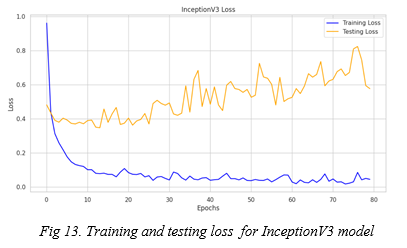 InceptionV3 Loss
Training Loss
Testing Loss
1.0
0.8
0.6
0.4
0.2
0.0
Loss
0 10 20 30 40 50 60 70 80
Epochs
Fig 13. Training and testing loss for InceptionV3 model